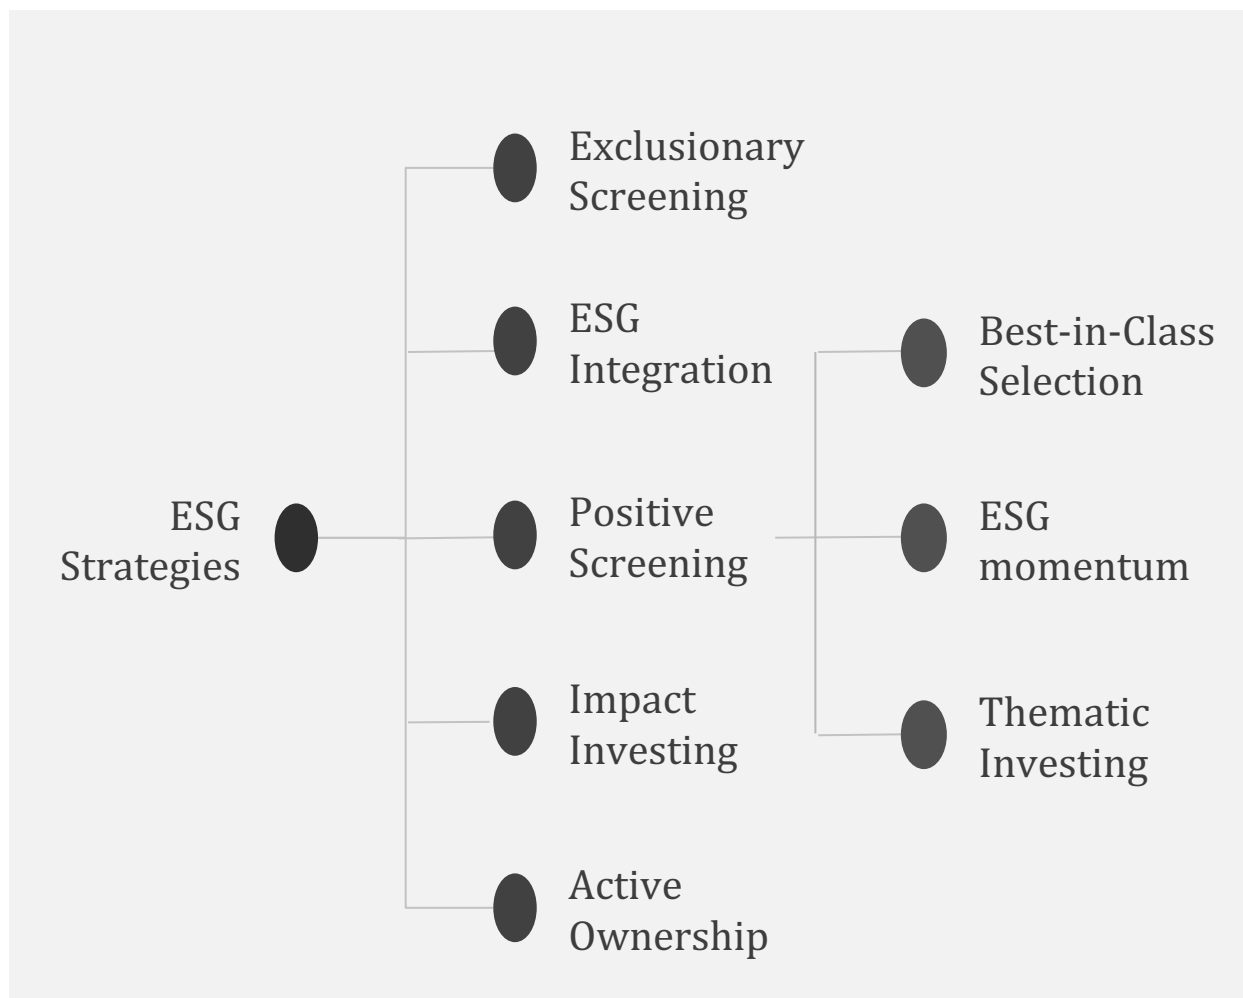 ESG
Strategies
Exclusionary
Screening
ESG
Integration
Positive
Screening
Impact
Investing
Active
Ownership
Best-in-Class
Selection
ESG
momentum
Thematic
Investing